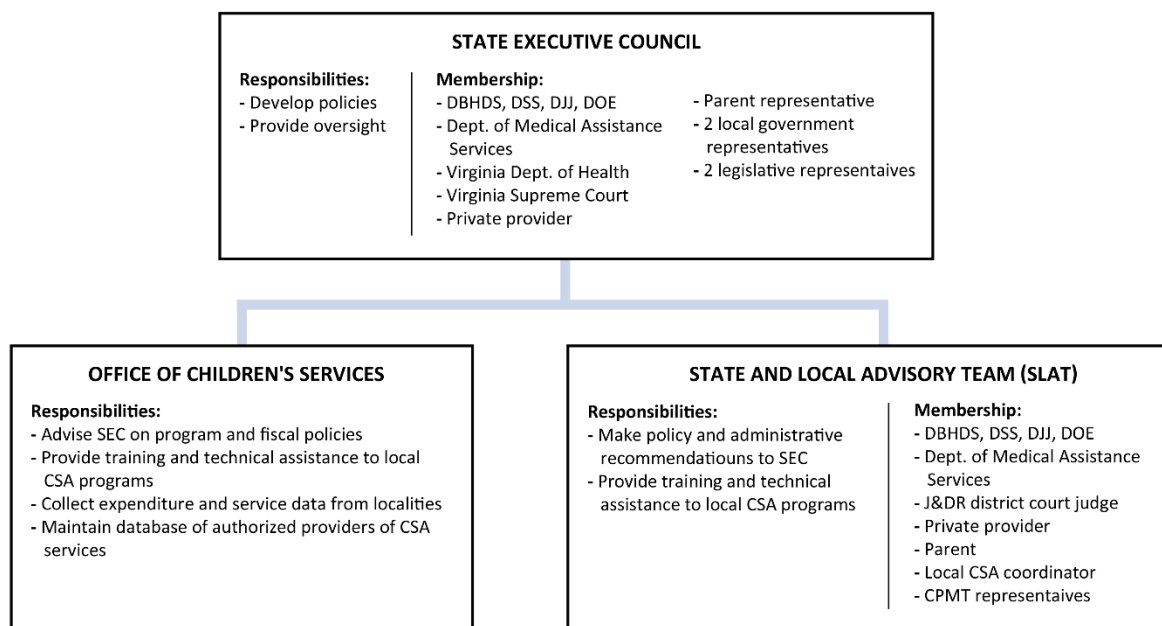 STATE EXECUTIVE COUNCIL
Responsibilities:
- Develop policies
- Provide oversight
Membership:
- DBHDS, DSS, DJJ, DOE
- Dept. of Medical Assistance
Services
- Virginia Dept. of Health
- Virginia Supreme Court
- Private provider
- Parent representative
- 2 local government
representatives
- 2 legislative representaives
OFFICE OF CHILDREN'S SERVICES
Responsibilities:
- Advise SEC on program and fiscal policies
- Provide training and technical assistance to local
CSA programs
- Collect expenditure and service data from localities
- Maintain database of authorized providers of CSA
services
STATE AND LOCAL ADVISORY TEAM (SLAT)
Responsibilities:
- Make policy and administrative
recommendatiouns to SEC
- Provide training and technical
assistance to local CSA programs
Membership:
- DBHDS, DSS, DJJ, DOE
- Dept. of Medical Assistance
Services
- J&DR district court judge
- Private provider
- Parent
- Local CSA coordinator
- CPMT representaives